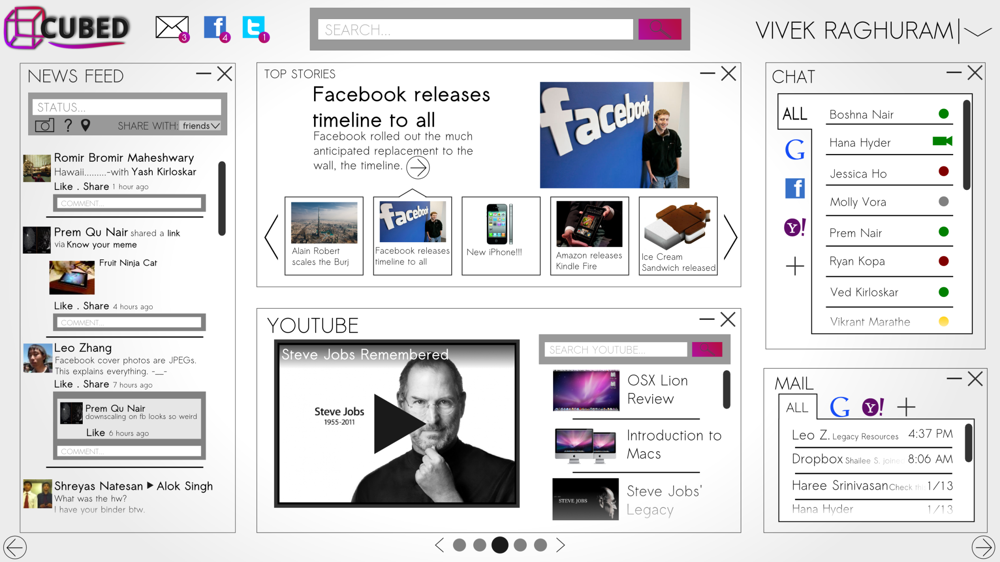 CUBED
3
4
1
SEARCH...
VIVEK RAGHURAM
NEWS FEED
STATUS...
?
SHARE WITH: friends
Romir Bromir Maheshwary
Hawaii.........-with Yash Kirloskar
Like . Share 1 hour ago
COMMENT...
Prem Qu Nair shared a link
via Know your meme
Fruit Ninja Cat
Like . Share 4 hours ago
COMMENT...
Leo Zhang
Facebook cover photos are JPEGs.
This explains everything. -__-
Like . Share 7 hours ago
Prem Qu Nair
downscaling on fb looks so weird
Like 6 hours ago
COMMENT...
Shreyas Natesan ▶ Alok Singh
What was the hw?
I have your binder btw.
TOP STORIES
Facebook releases
timeline to all
Facebook rolled out the much
anticipated replacement to the
wall, the timeline.
facebook
Alain Robert
scales the Burj
facebook
Facebook releases
timeline to all
New iPhone!!!
Amazon releases
Kindle Fire
Ice Cream
Sandwich released
YOUTUBE
Steve Jobs Remembered
Steve Jobs
1955-2011
SEARCH YOUTUBE...
OSX Lion
Review
Introduction to
Macs
STEVE JOBS
Steve Jobs'
Legacy
CHAT
ALL
G
f
Y!
Boshna Nair
Hana Hyder
Jessica Ho
Molly Vora
Prem Nair
Ryan Kopa
Ved Kirloskar
Vikrant Marathe
MAIL
ALL
G
Y!
Leo Z. Legacy Resources 4:37 PM
Dropbox Shailee S. joined 8:06 AM
Haree Srinivasan Check this 1/13
Hana Hyder 1/13